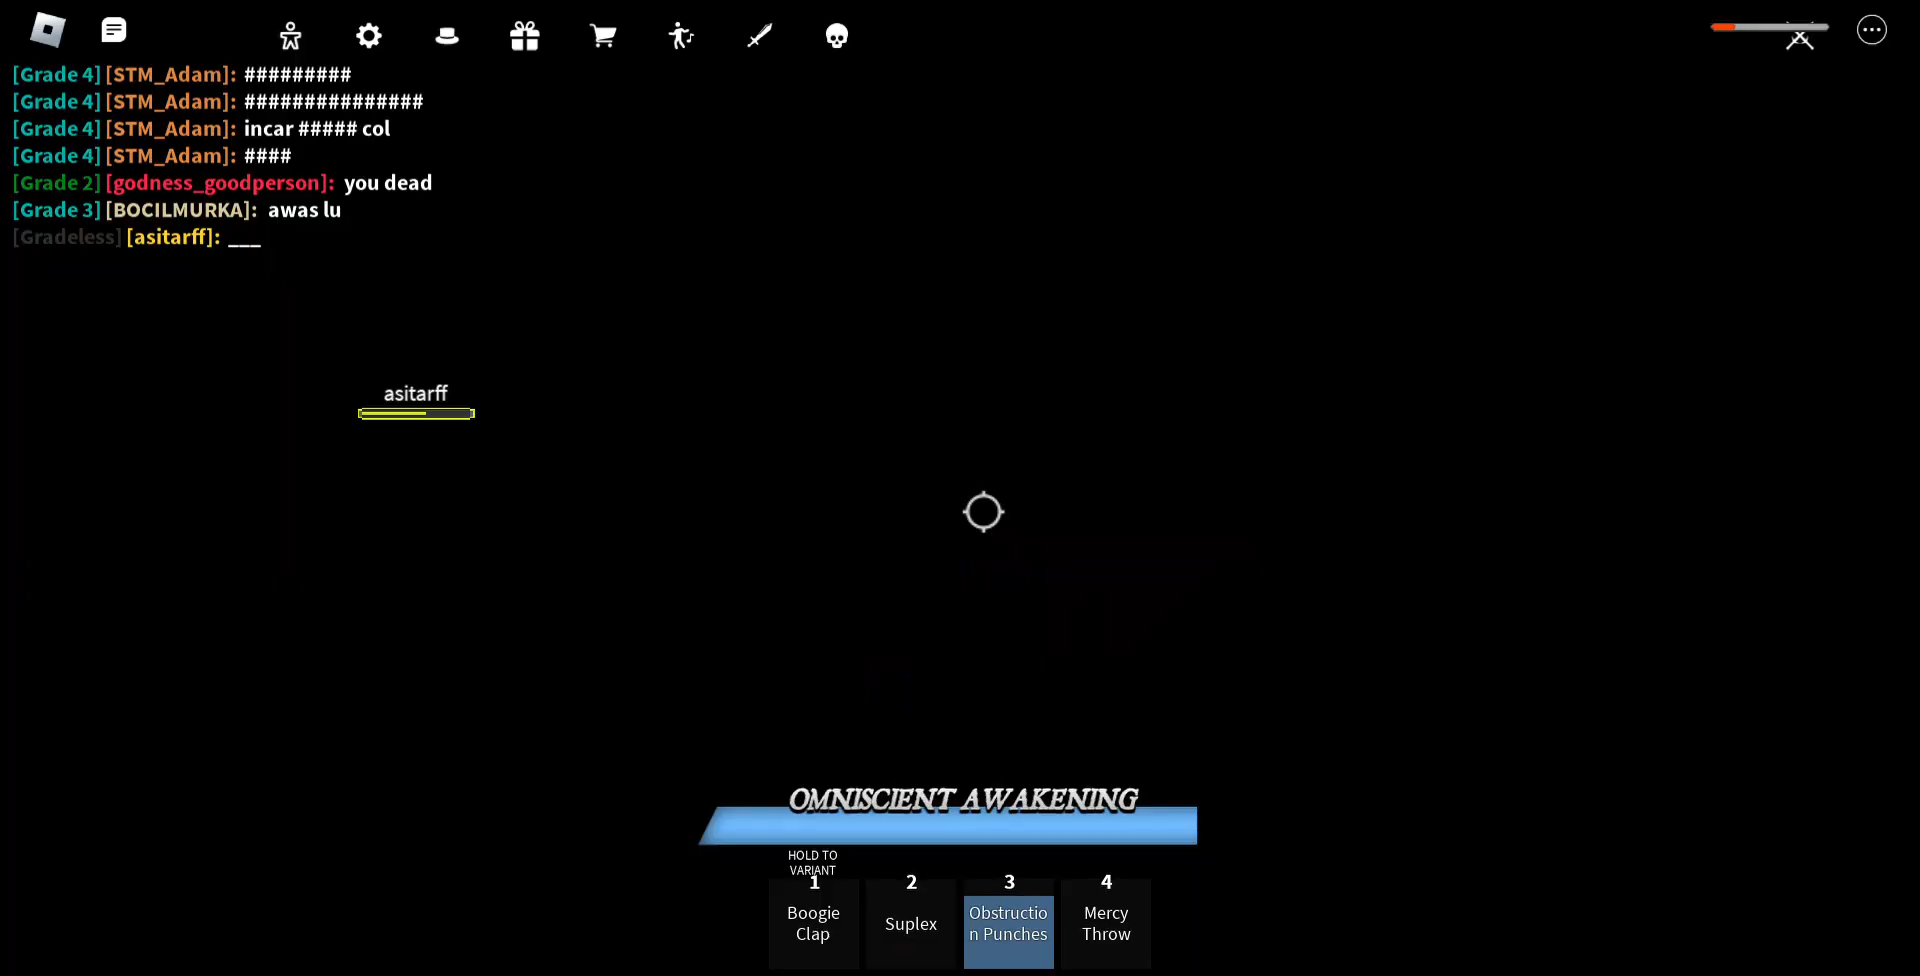 [Grade 4] [STM_Adam]: #########
[Grade 4] [STM_Adam]: ###############
[Grade 4] [STM_Adam]: incar ##### col
[Grade 4] [STM_Adam]: ####
[Grade 2] [godness_goodperson]: you dead
[Grade 3] [BOCILMURKA]: awas lu
[Gradeless] [asitarff]: ___
asitarff
OMNISCIENT AWAKENING
HOLD TO
VARIANT
1 2 3 4
Boogie
Clap
Suplex
Obstructio
n Punches
Mercy
Throw